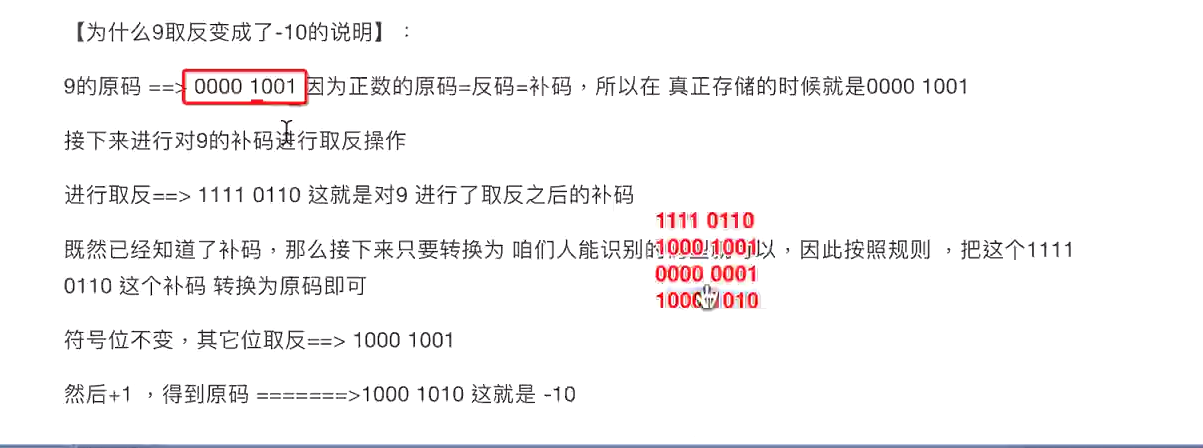 【为什么9取反变成了-10的说明】：
9的原码 ==> 0000 1001 因为正数的原码=反码=补码，所以在 真正存储的时候就是0000 1001
接下来进行对9的补码进行取反操作
进行取反==> 1111 0110 这就是对9 进行了取反之后的补码
1111 0110
既然已经知道了补码，那么接下来只要转换为 咱们人能识别的 以，因此按照规则 ，把这个1111
1000 1001
0000 0001
0110 这个补码 转换为原码即可
1000 1010
符号位不变，其它位取反==> 1000 1001
然后+1 ，得到原码 =======>1000 1010 这就是 -10